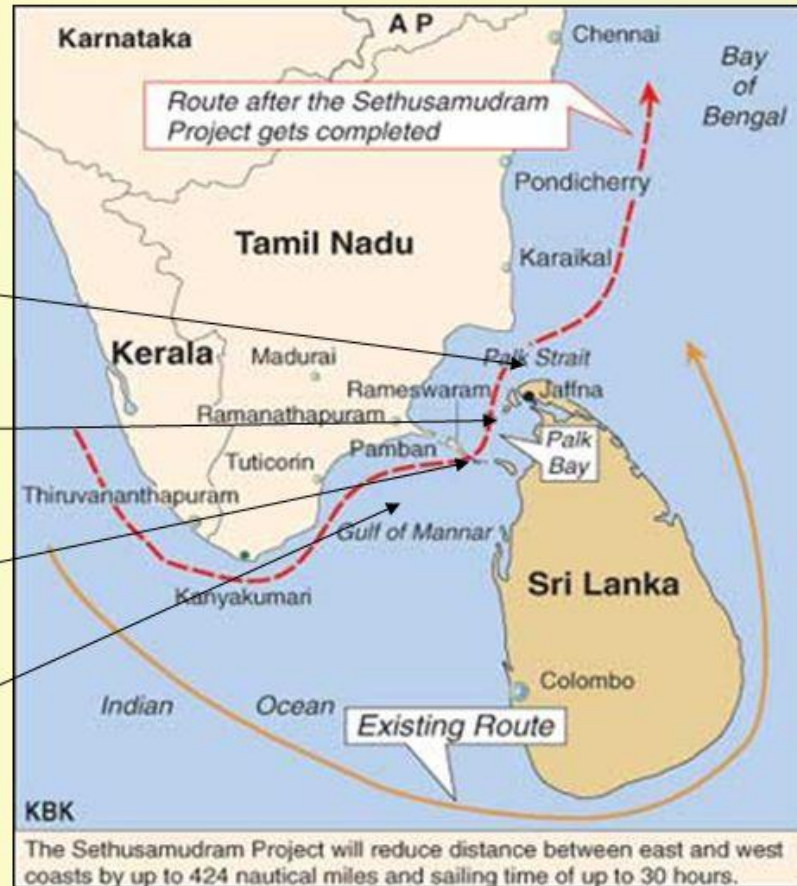 Karnataka
A P
Chennai
Bay
of
Bengal
Route after the Sethusamudram
Project gets completed
Pondicherry
Tamil Nadu
Karaikal
Kerala
Madurai
Palk Strait
Rameswaram
Jaffna
Ramanathapuram
Pamban
Palk
Bay
Tuticorin
Thiruvananthapuram
Gulf of Mannar
Kanyakumari
Sri Lanka
Colombo
Indian Ocean
Existing Route
KBK
The Sethusamudram Project will reduce distance between east and west
coasts by up to 424 nautical miles and sailing time of up to 30 hours.